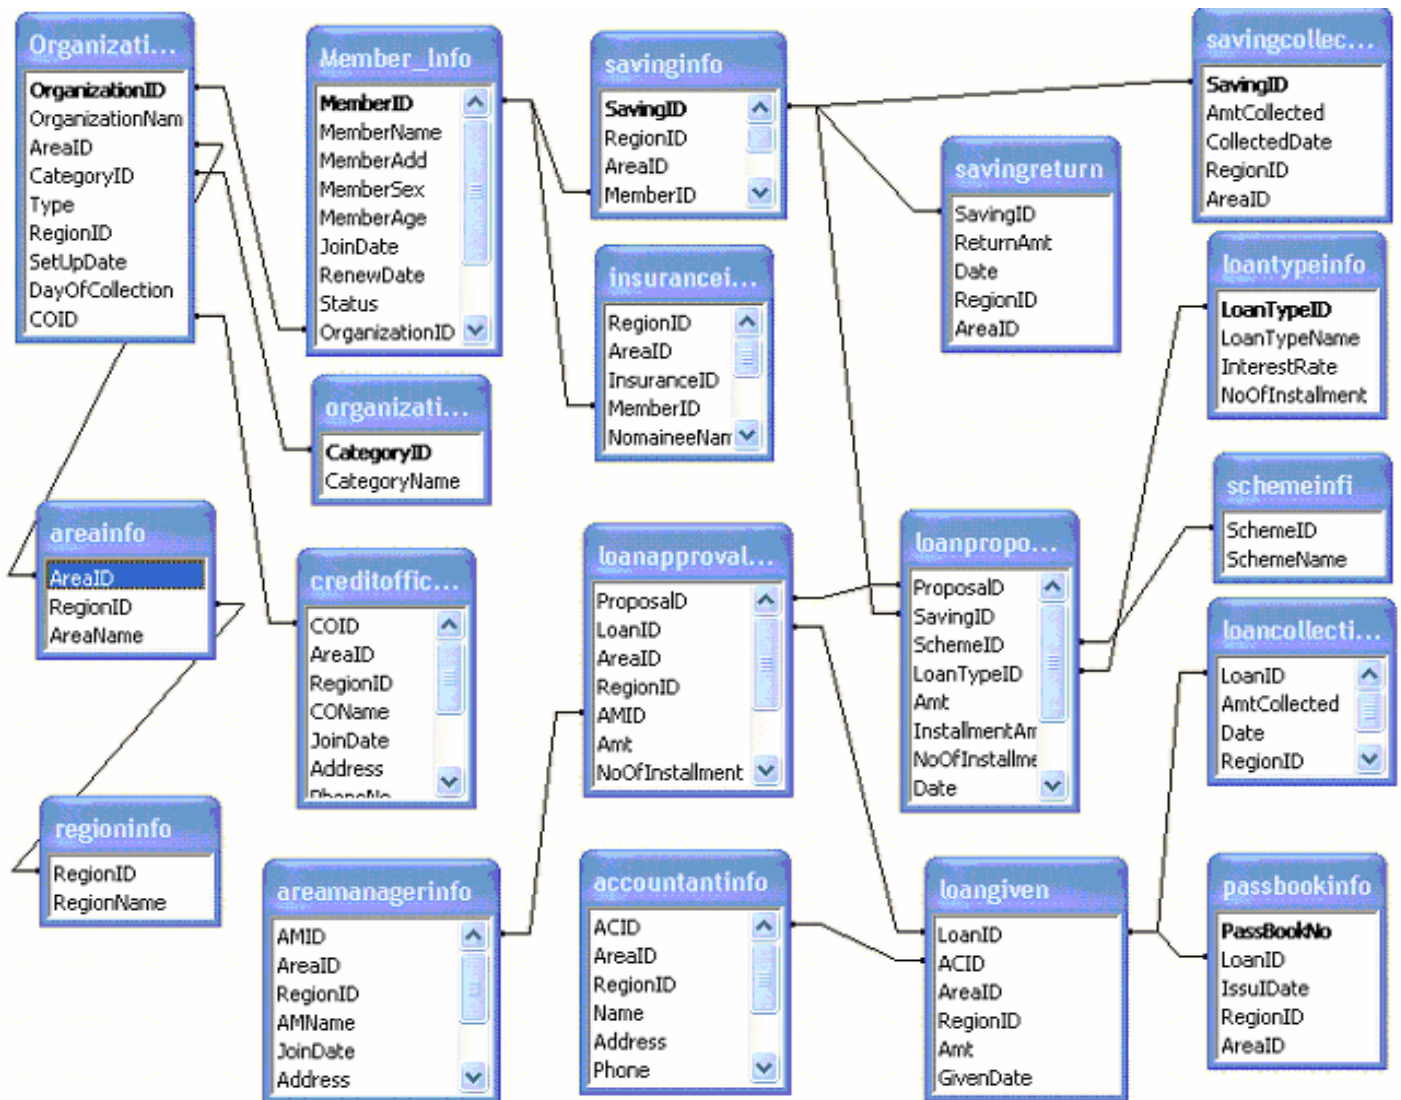 Organizati...
OrganizationID
OrganizationNam
AreaID
CategoryID
Type
RegionID
SetUpDate
DayOfCollection
COID
Member_Info
MemberID
MemberName
MemberAdd
MemberSex
MemberAge
JoinDate
RenewDate
Status
OrganizationID
savinginfo
SavingID
RegionID
AreaID
MemberID
savingcollec...
SavingID
AmtCollected
CollectedDate
RegionID
AreaID
savingreturn
SavingID
ReturnAmt
Date
RegionID
AreaID
insurancei...
RegionID
AreaID
InsuranceID
MemberID
NomaineeNam
loantypeinfo
LoanTypeID
LoanTypeName
InterestRate
NoOfInstallment
organizati...
CategoryID
CategoryName
areainfo
AreaID
RegionID
AreaName
creditoffic...
COID
AreaID
RegionID
COName
JoinDate
Address
PhoneNo
loanapproval...
ProposalD
LoanID
AreaID
RegionID
AMID
Amt
NoOfInstallment
loanpropo...
ProposalD
SavingID
SchemeID
LoanTypeID
Amt
InstallmentAm
NoOfInstallme
Date
schemeinfi
SchemeID
SchemeName
loancollecti...
LoanID
AmtCollected
Date
RegionID
regioninfo
RegionID
RegionName
areamanagerinfo
AMID
AreaID
RegionID
AMName
JoinDate
Address
accountantinfo
ACID
AreaID
RegionID
Name
Address
Phone
loangiven
LoanID
ACID
AreaID
RegionID
Amt
GivenDate
passbookinfo
PassBookNo
LoanID
IssuIDate
RegionID
AreaID